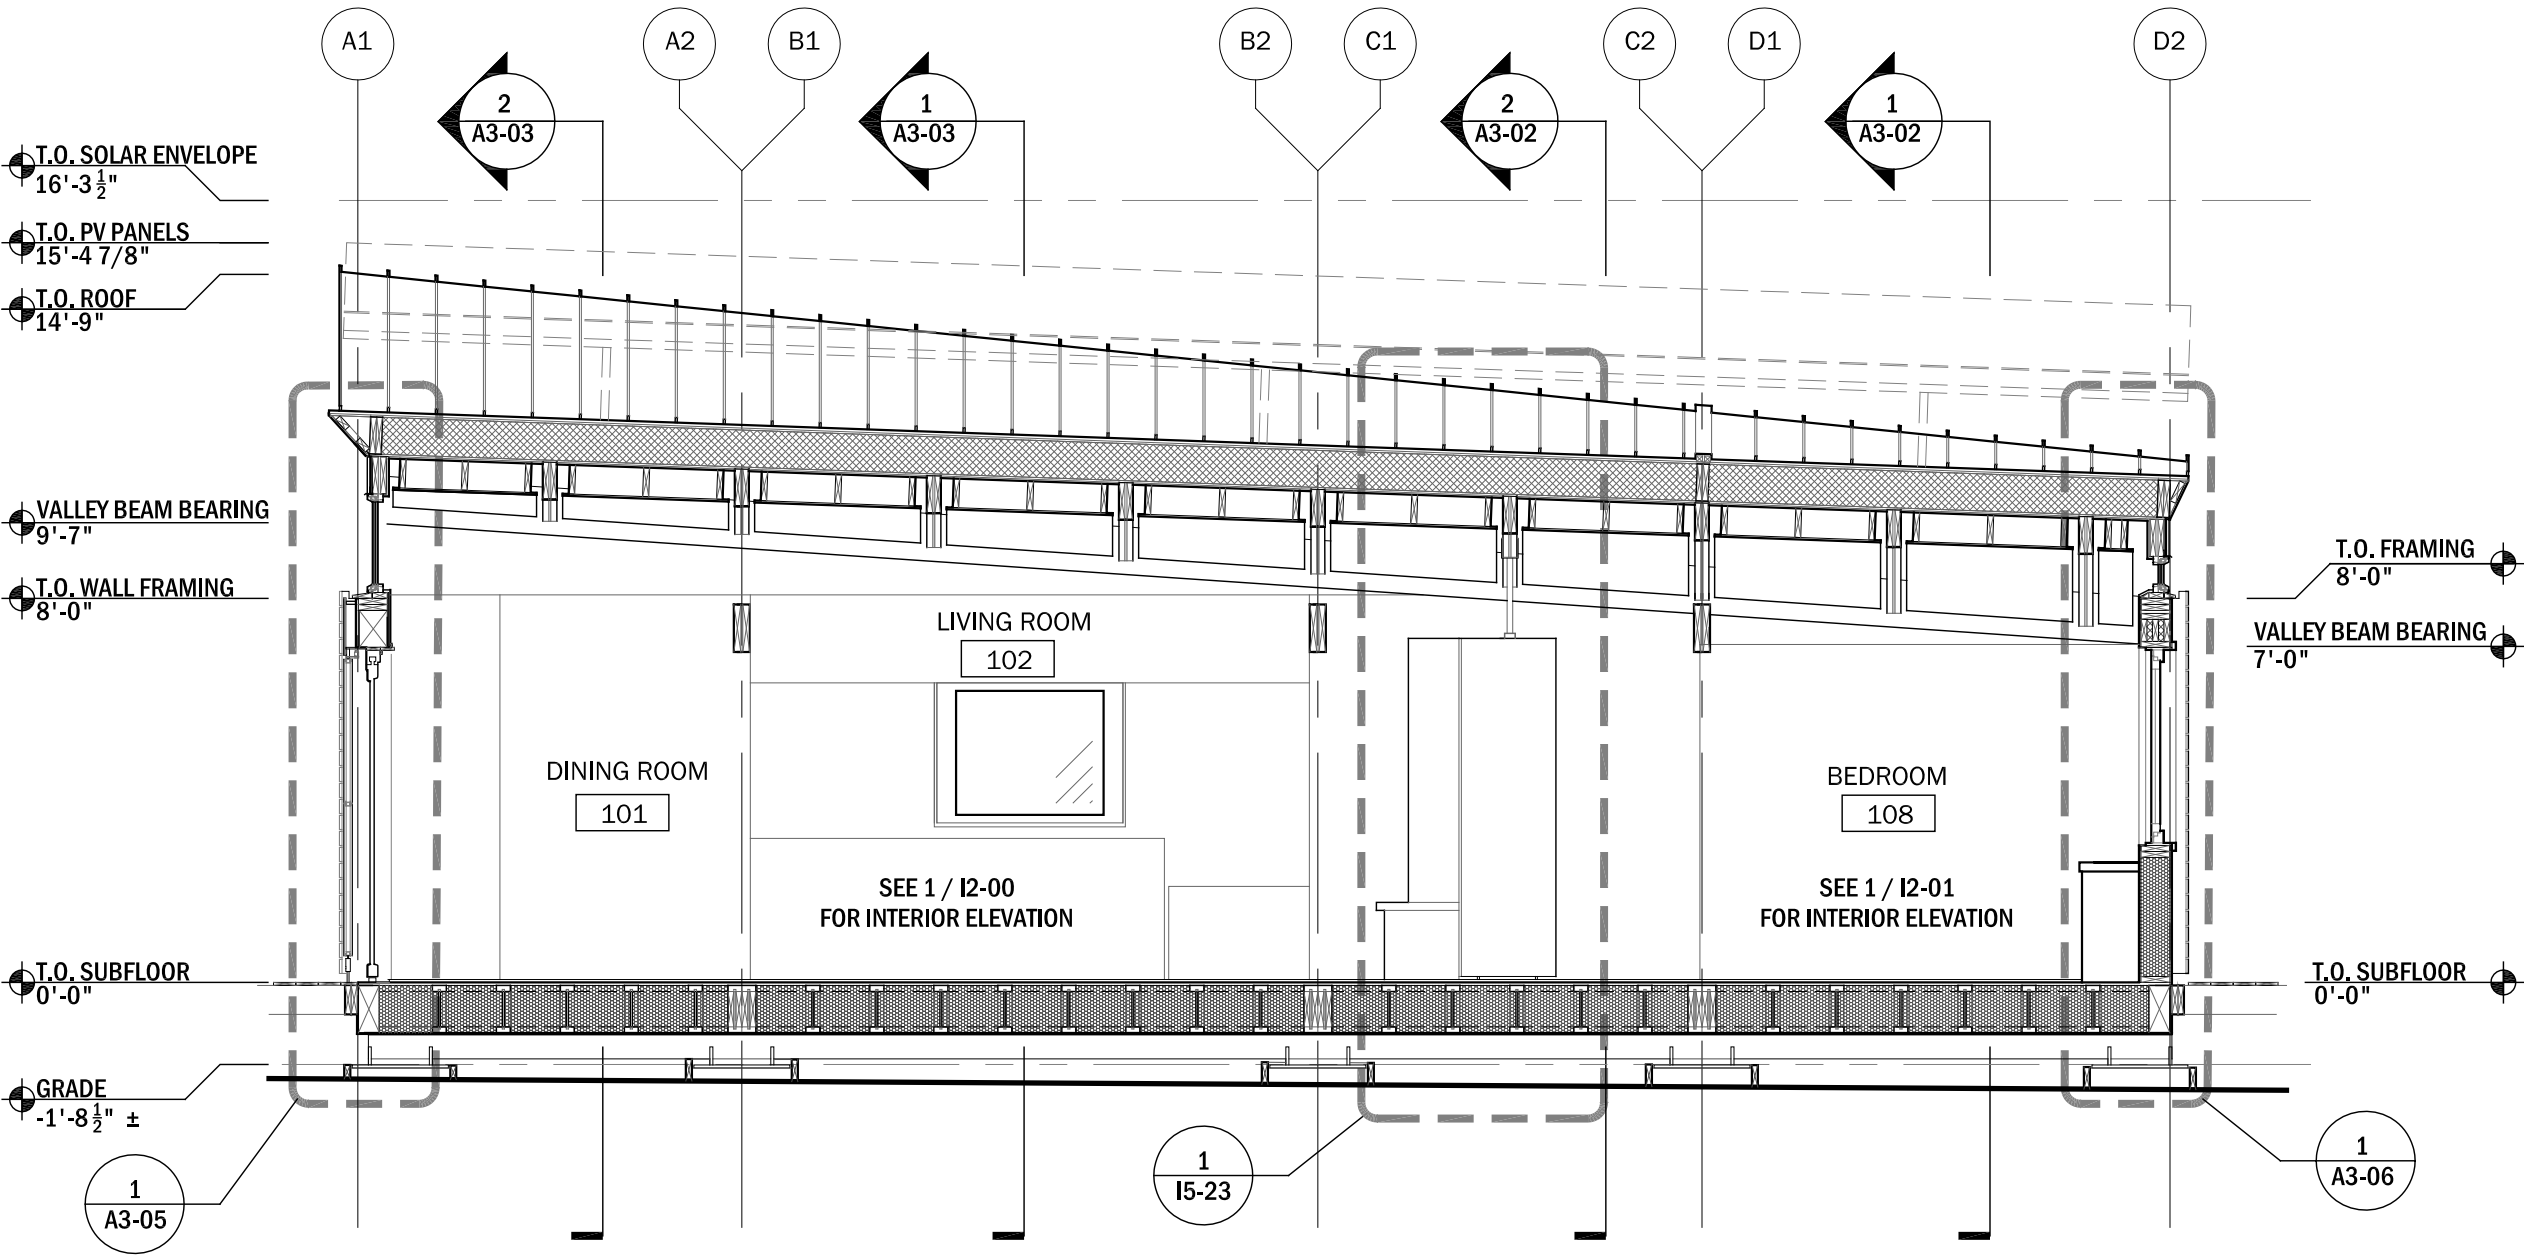 A1
A2
B1
B2
C1
C2
D1
D2
2
A3-03
1
A3-03
2
A3-02
1
A3-02
T.O. SOLAR ENVELOPE
16'-3 1/2"
T.O. PV PANELS
15'-4 7/8"
T.O. ROOF
14'-9"
VALLEY BEAM BEARING
9'-7"
T.O. WALL FRAMING
8'-0"
T.O. FRAMING
8'-0"
VALLEY BEAM BEARING
7'-0"
LIVING ROOM
102
DINING ROOM
101
BEDROOM
108
SEE 1 / I2-00
FOR INTERIOR ELEVATION
SEE 1 / I2-01
FOR INTERIOR ELEVATION
T.O. SUBFLOOR
0'-0"
T.O. SUBFLOOR
0'-0"
GRADE
-1'-8 1/2" ±
1
A3-05
1
I5-23
1
A3-06